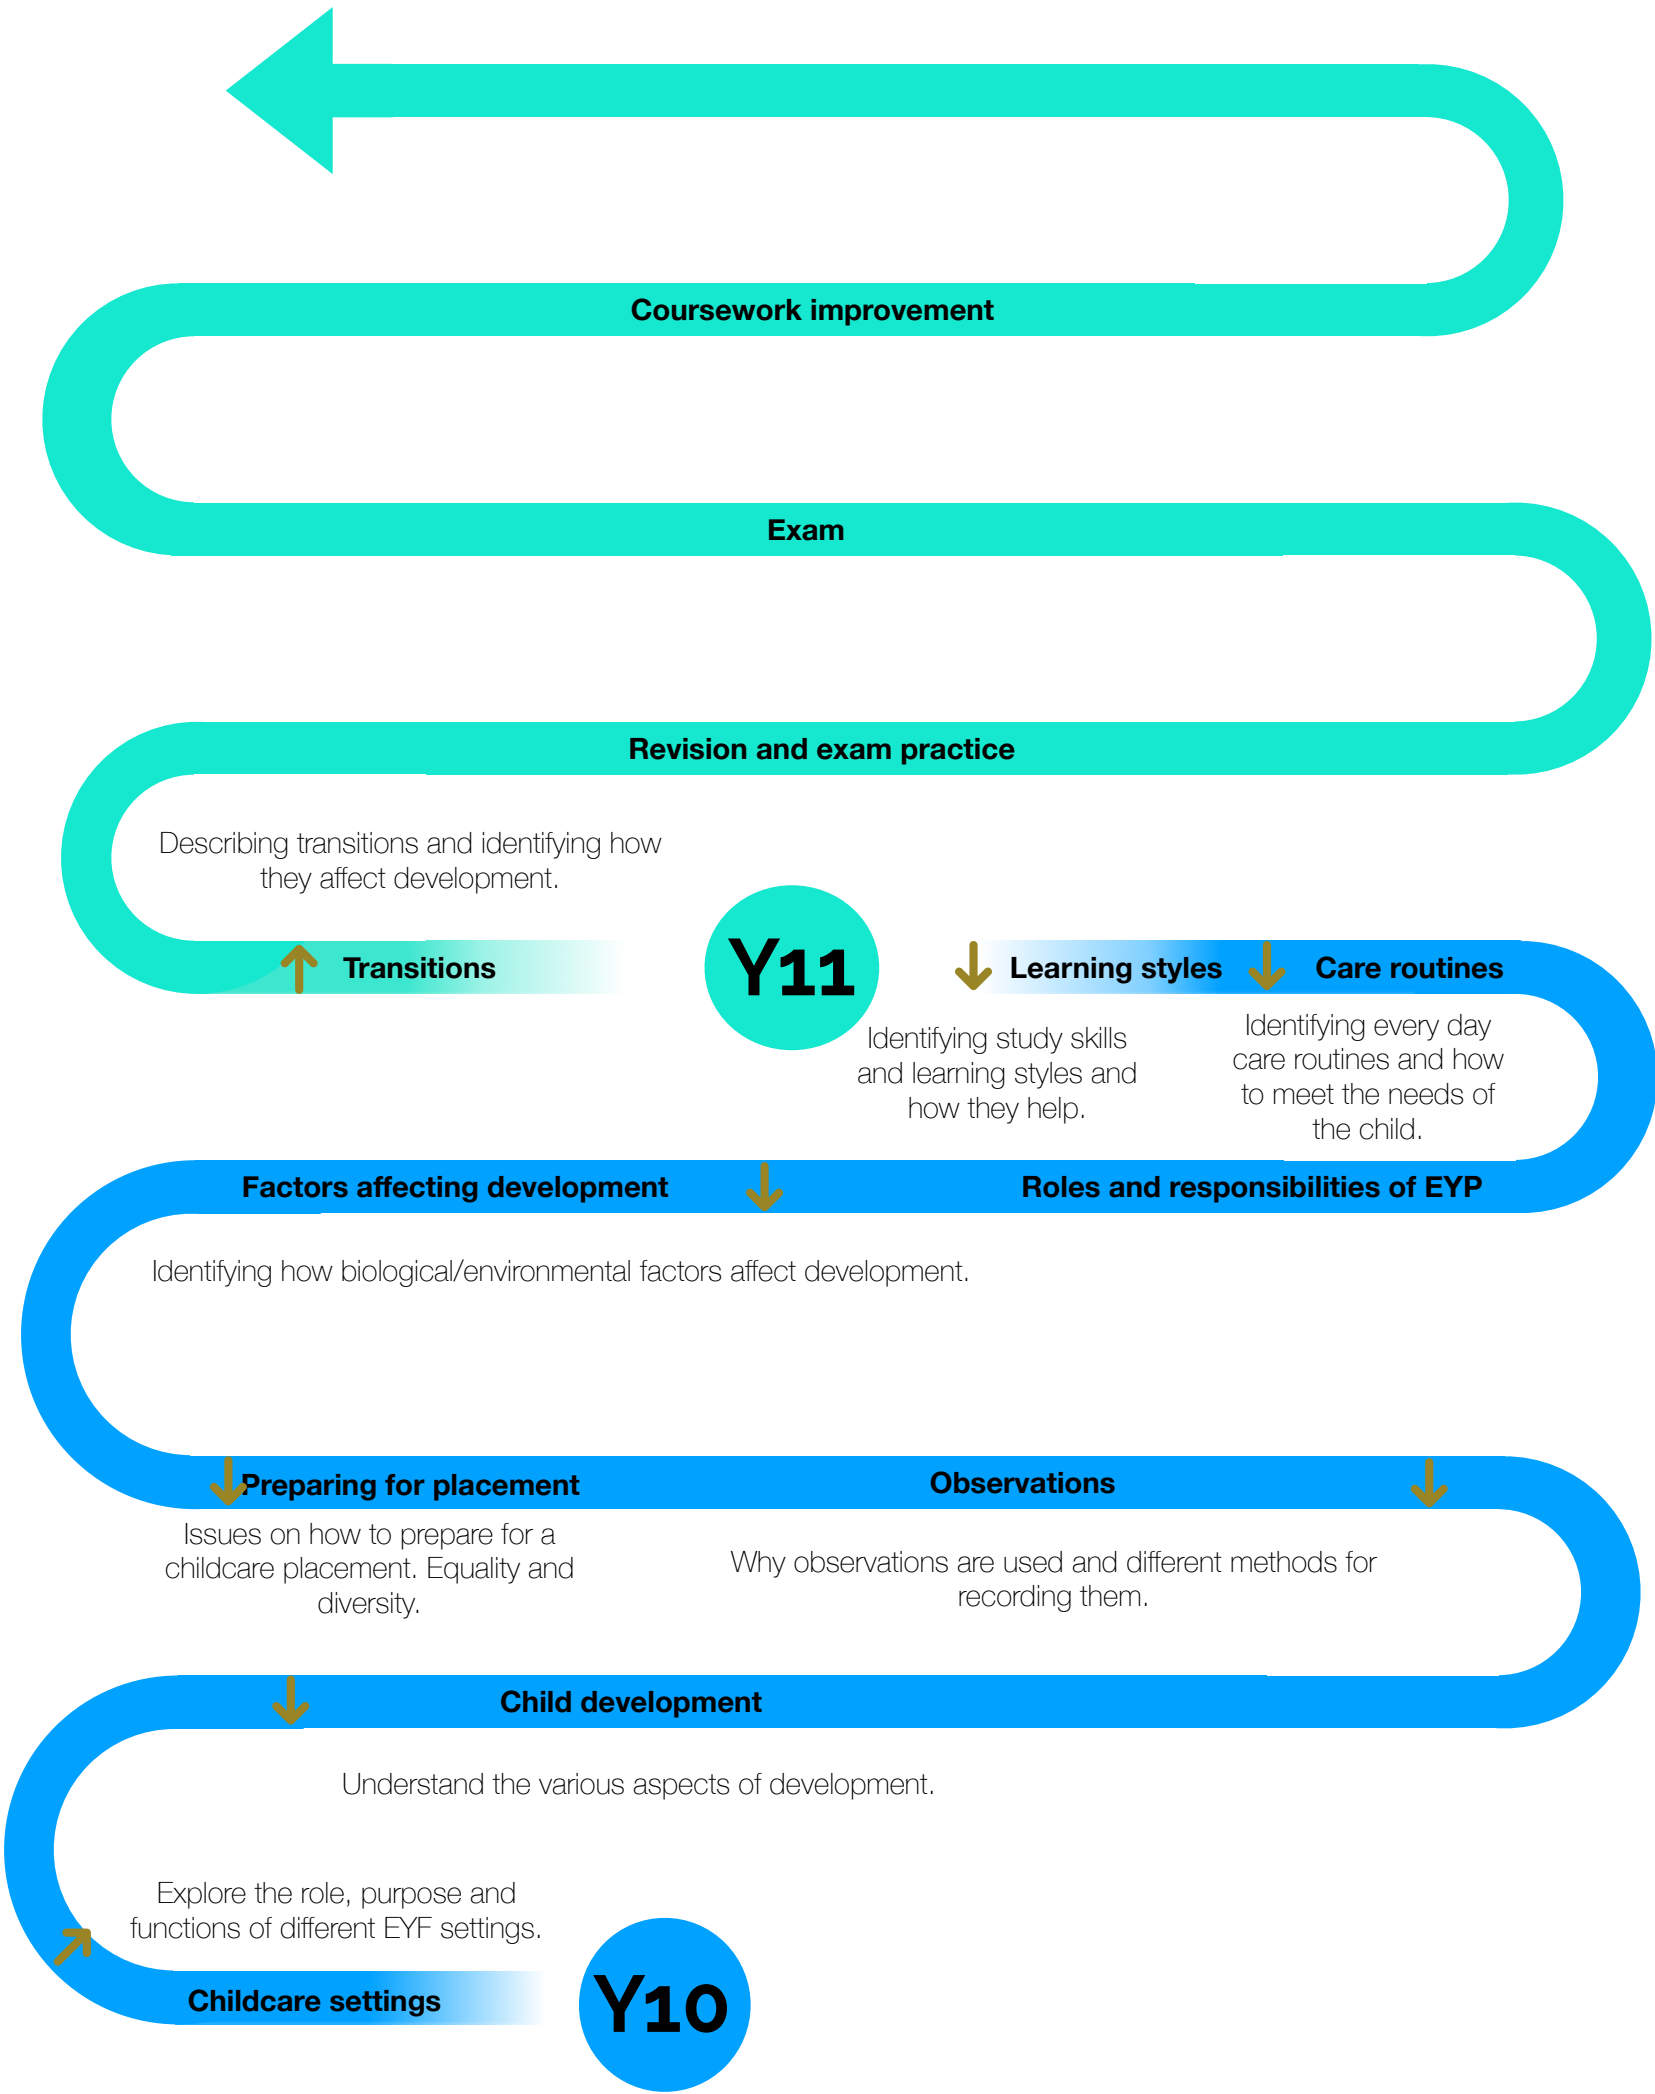 Coursework improvement
Exam
Revision and exam practice
Describing transitions and identifying how
they affect development.
Transitions
Y11
Learning styles
Care routines
Identifying study skills
and learning styles and
how they help.
Identifying every day
care routines and how
to meet the needs of
the child.
Factors affecting development
Roles and responsibilities of EYP
Identifying how biological/environmental factors affect development.
Preparing for placement
Observations
Issues on how to prepare for a
childcare placement. Equality and
diversity.
Why observations are used and different methods for
recording them.
Child development
Understand the various aspects of development.
Explore the role, purpose and
functions of different EYF settings.
Childcare settings
Y10